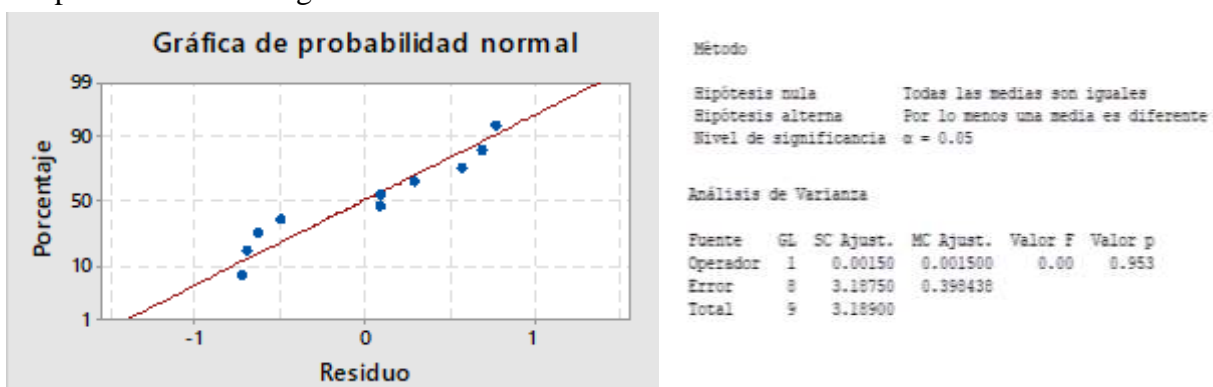 Gráfica de probabilidad normal
99
90
50
10
1
Porcentaje
-1 0 1
Residuo
Método
Hipótesis nula Todas las medias son iguales
Hipótesis alterna Por lo menos una media es diferente
Nivel de significancia α = 0.05
Análisis de Varianza
Fuente GL SC Ajust. MC Ajust. Valor F Valor p
Operador 1 0.00150 0.001500 0.00 0.953
Error 8 3.18750 0.398438
Total 9 3.18900